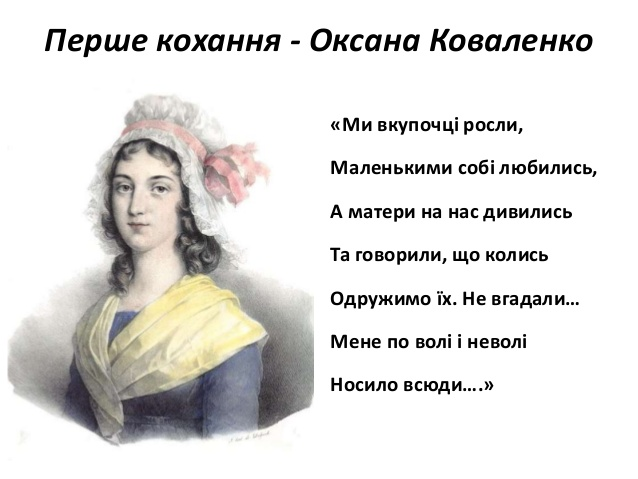 Перше кохання - Оксана Коваленко
«Ми вкупочці росли,
Маленькими собі любились,
А матери на нас дивились
Та говорили, що колись
Одружимо їх. Не вгадали…
Мене по волі і неволі
Носило всюди….»